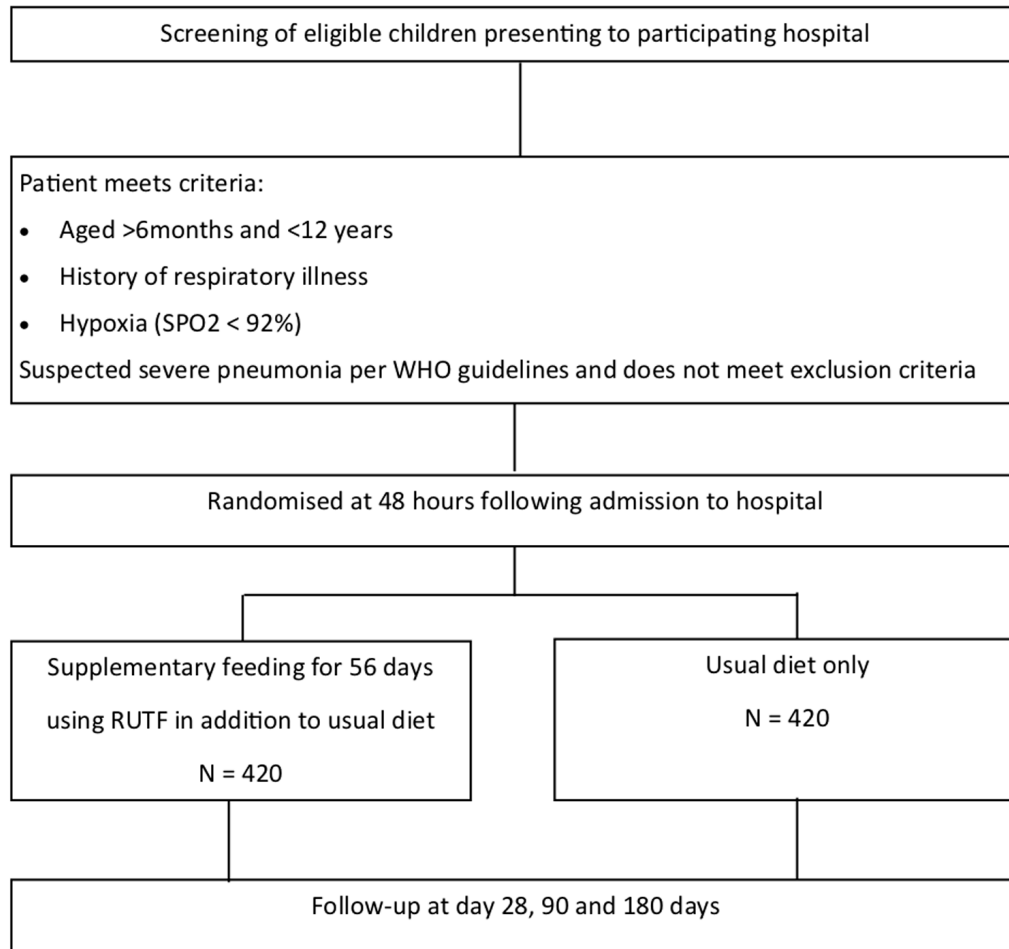 Screening of eligible children presenting to participating hospital
Patient meets criteria:
• Aged >6months and <12 years
• History of respiratory illness
• Hypoxia (SPO2 < 92%)
Suspected severe pneumonia per WHO guidelines and does not meet exclusion criteria
Randomised at 48 hours following admission to hospital
Supplementary feeding for 56 days
using RUTF in addition to usual diet
N = 420
Usual diet only
N = 420
Follow-up at day 28, 90 and 180 days